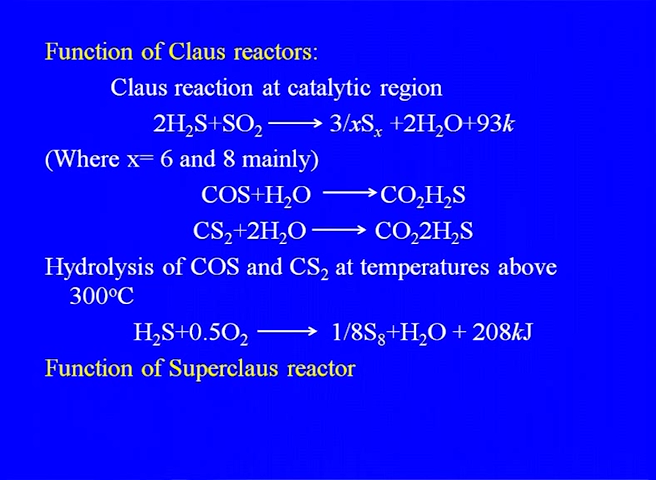 Function of Claus reactors:
Claus reaction at catalytic region
2H₂S+SO₂ ⟶ 3/xSₓ +2H₂O+93k
(Where x= 6 and 8 mainly)
COS+H₂O ⟶ CO₂H₂S
CS₂+2H₂O ⟶ CO₂2H₂S
Hydrolysis of COS and CS₂ at temperatures above
300°C
H₂S+0.5O₂ ⟶ 1/8S₈+H₂O + 208kJ
Function of Superclaus reactor